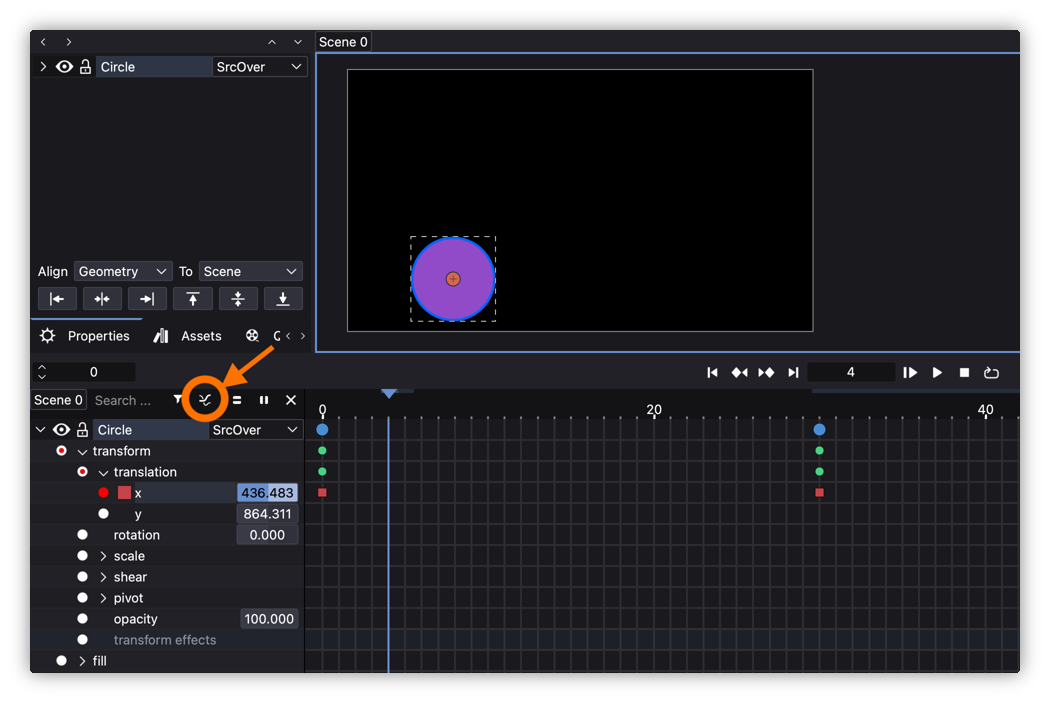 Scene 0
Circle SrcOver
Align Geometry To Scene
Properties Assets
0 4
Scene 0 Search ...
0 20 40
Circle SrcOver
transform
translation
x 436.483
y 864.311
rotation 0.000
scale
shear
pivot
opacity 100.000
transform effects
fill